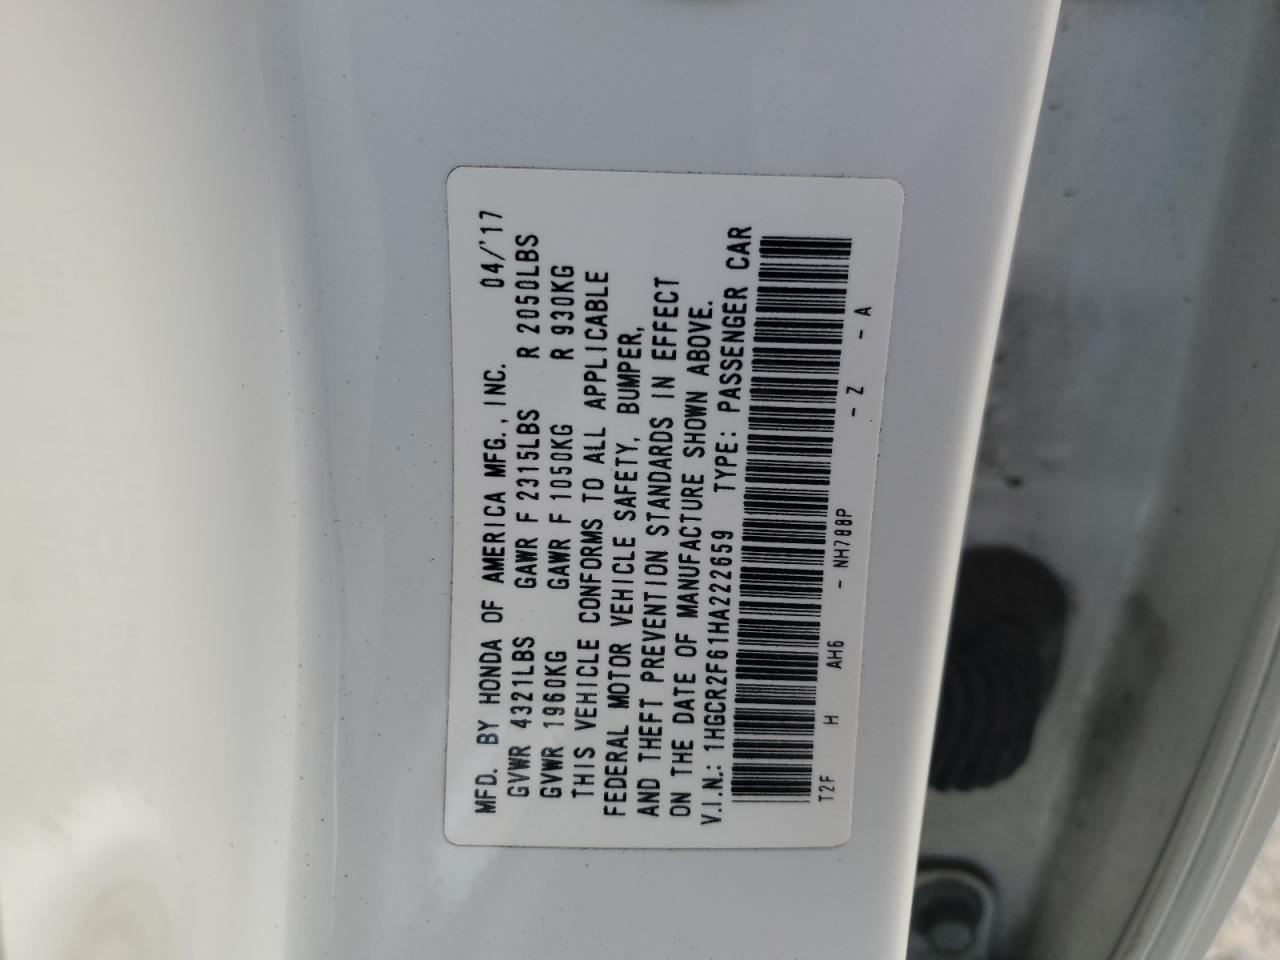 MFD. BY HONDA OF AMERICA MFG., INC. 04/'17
GVWR 4321LBS GAWR F 2315LBS R 2050LBS
GVWR 1960KG GAWR F 1050KG R 930KG
THIS VEHICLE CONFORMS TO ALL APPLICABLE
FEDERAL MOTOR VEHICLE SAFETY, BUMPER,
AND THEFT PREVENTION STANDARDS IN EFFECT
ON THE DATE OF MANUFACTURE SHOWN ABOVE.
V.I.N.: 1HGCR2F61HA222659 TYPE: PASSENGER CAR
T2F H AH6 - NH788P - Z - A